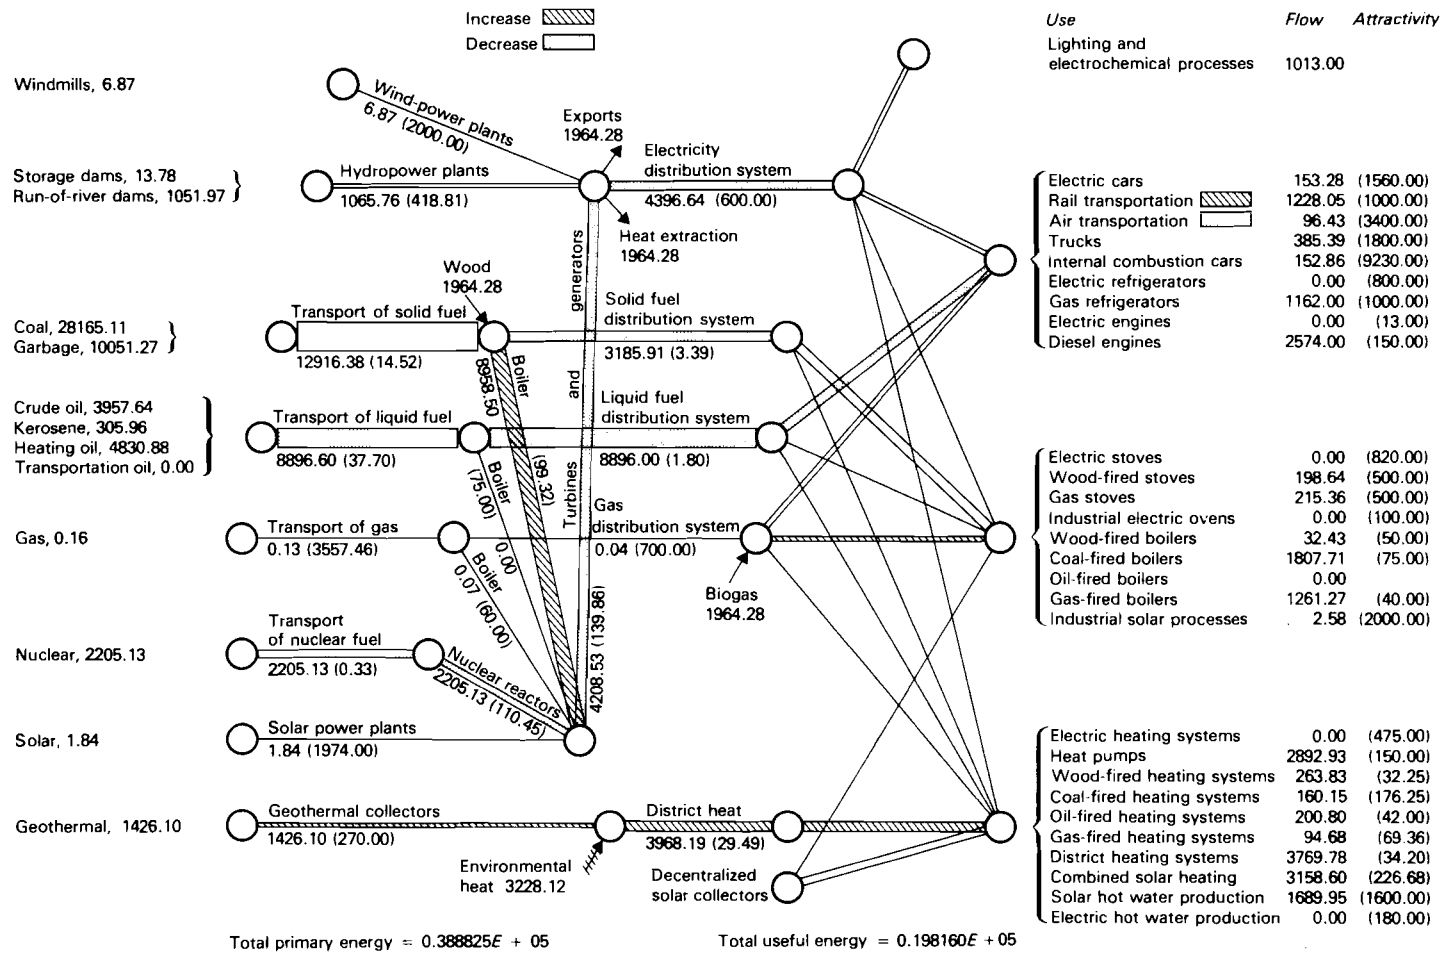 Increase
Decrease
Use Flow Attractivity
Lighting and
electrochemical processes 1013.00
Windmills, 6.87
Wind-power plants
6.87 (2000.00)
Exports
1964.28
Storage dams, 13.78
Run-of-river dams, 1051.97
Hydropower plants
1065.76 (418.81)
Electricity
distribution system
4396.64 (600.00)
Heat extraction
1964.28
Electric cars 153.28 (1560.00)
Rail transportation 1228.05 (1000.00)
Air transportation 96.43 (3400.00)
Trucks 385.39 (1800.00)
Internal combustion cars 152.86 (9230.00)
Electric refrigerators 0.00 (800.00)
Gas refrigerators 1162.00 (1000.00)
Electric engines 0.00 (13.00)
Diesel engines 2574.00 (150.00)
Wood
1964.28
Coal, 28165.11
Garbage, 10051.27
Transport of solid fuel
12916.38 (14.52)
Solid fuel
distribution system
3185.91 (3.39)
Boiler
8958.50
(99.32)
Turbines and generators
4208.53 (139.86)
Crude oil, 3957.64
Kerosene, 305.96
Heating oil, 4830.88
Transportation oil, 0.00
Transport of liquid fuel
8896.60 (37.70)
Liquid fuel
distribution system
8896.00 (1.80)
Boiler
(75.00)
0.00
Electric stoves 0.00 (820.00)
Wood-fired stoves 198.64 (500.00)
Gas stoves 215.36 (500.00)
Industrial electric ovens 0.00 (100.00)
Wood-fired boilers 32.43 (50.00)
Coal-fired boilers 1807.71 (75.00)
Oil-fired boilers 0.00
Gas-fired boilers 1261.27 (40.00)
Industrial solar processes 2.58 (2000.00)
Gas, 0.16
Transport of gas
0.13 (3557.46)
Gas
distribution system
0.04 (700.00)
Boiler
0.07 (60.00)
Biogas
1964.28
Nuclear, 2205.13
Transport
of nuclear fuel
2205.13 (0.33)
Nuclear reactors
2205.13 (110.45)
Solar, 1.84
Solar power plants
1.84 (1974.00)
Electric heating systems 0.00 (475.00)
Heat pumps 2892.93 (150.00)
Wood-fired heating systems 263.83 (32.25)
Coal-fired heating systems 160.15 (176.25)
Oil-fired heating systems 200.80 (42.00)
Gas-fired heating systems 94.68 (69.36)
District heating systems 3769.78 (34.20)
Combined solar heating 3158.60 (226.68)
Solar hot water production 1689.95 (1600.00)
Electric hot water production 0.00 (180.00)
Geothermal, 1426.10
Geothermal collectors
1426.10 (270.00)
District heat
3968.19 (29.49)
Environmental
heat 3228.12
Decentralized
solar collectors
Total primary energy = 0.388825E + 05
Total useful energy = 0.198160E + 05